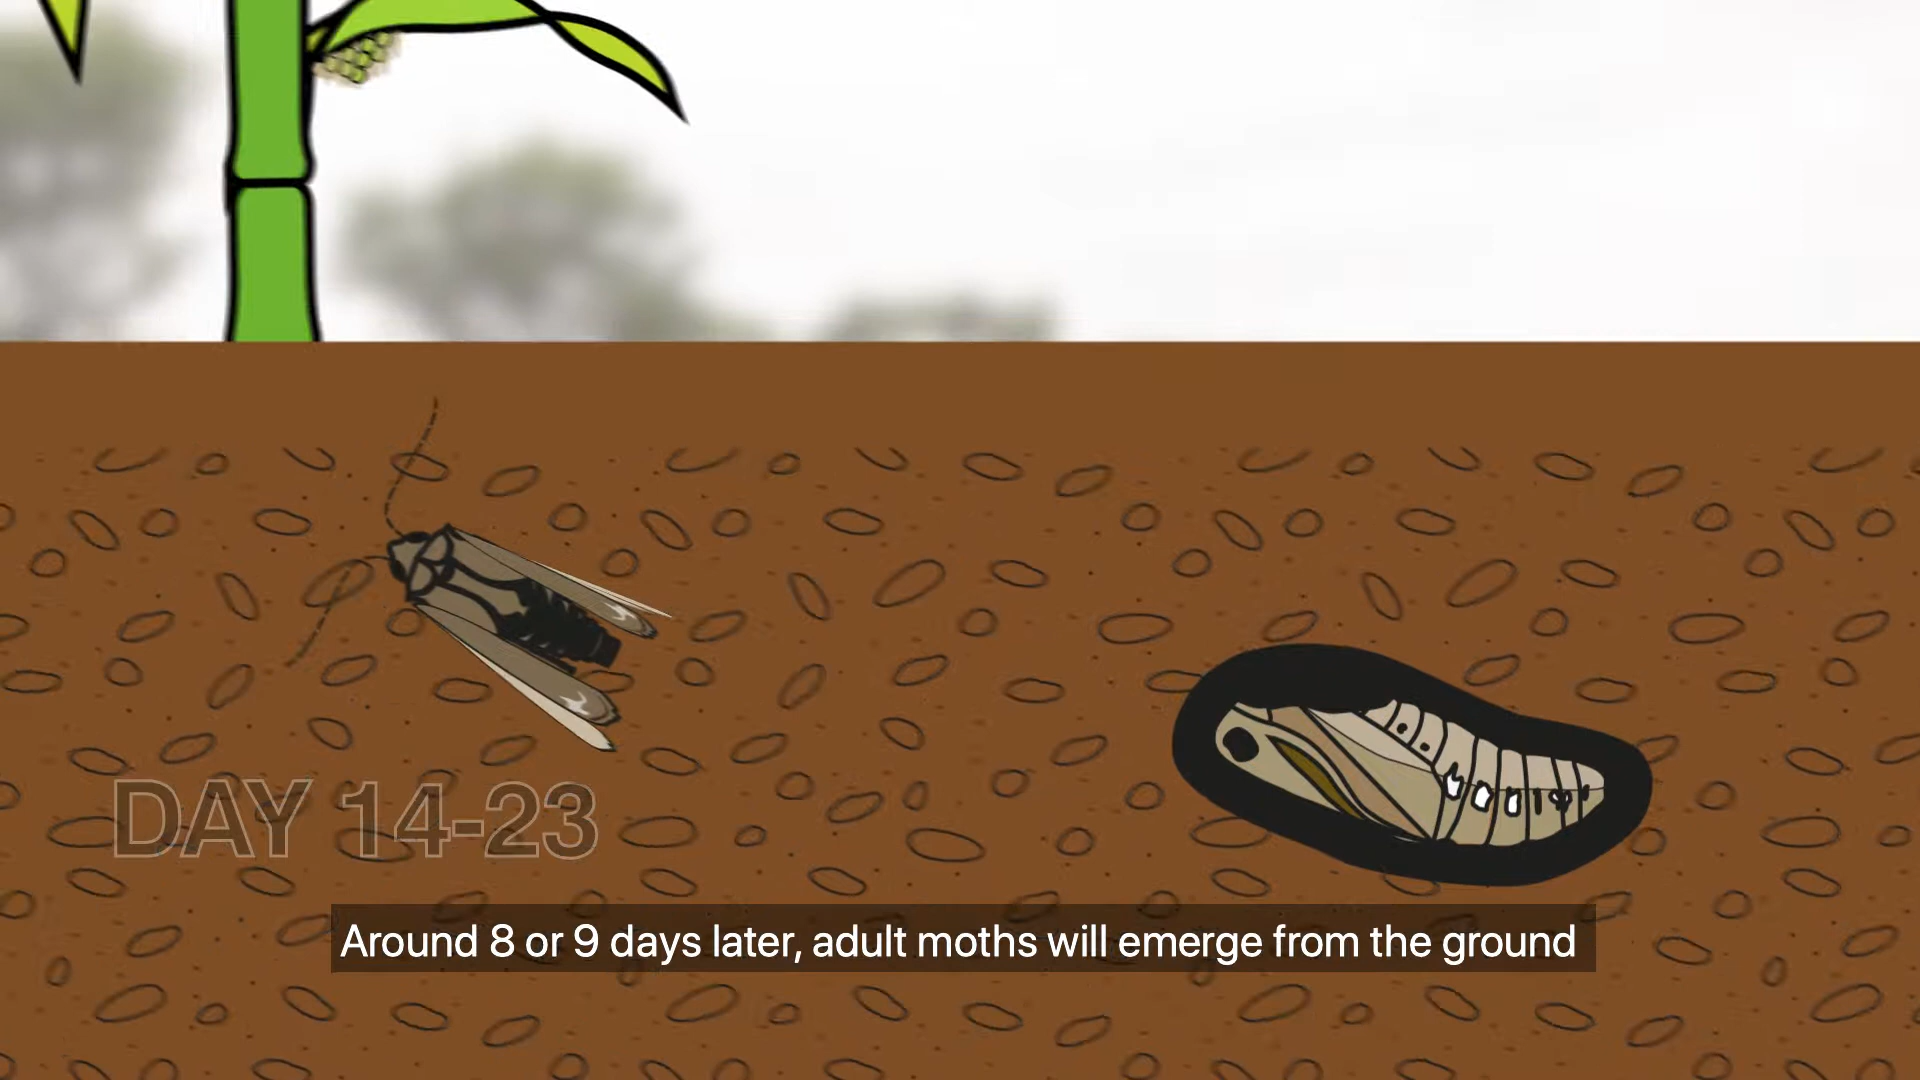 DAY 14-23
Around 8 or 9 days later, adult moths will emerge from the ground